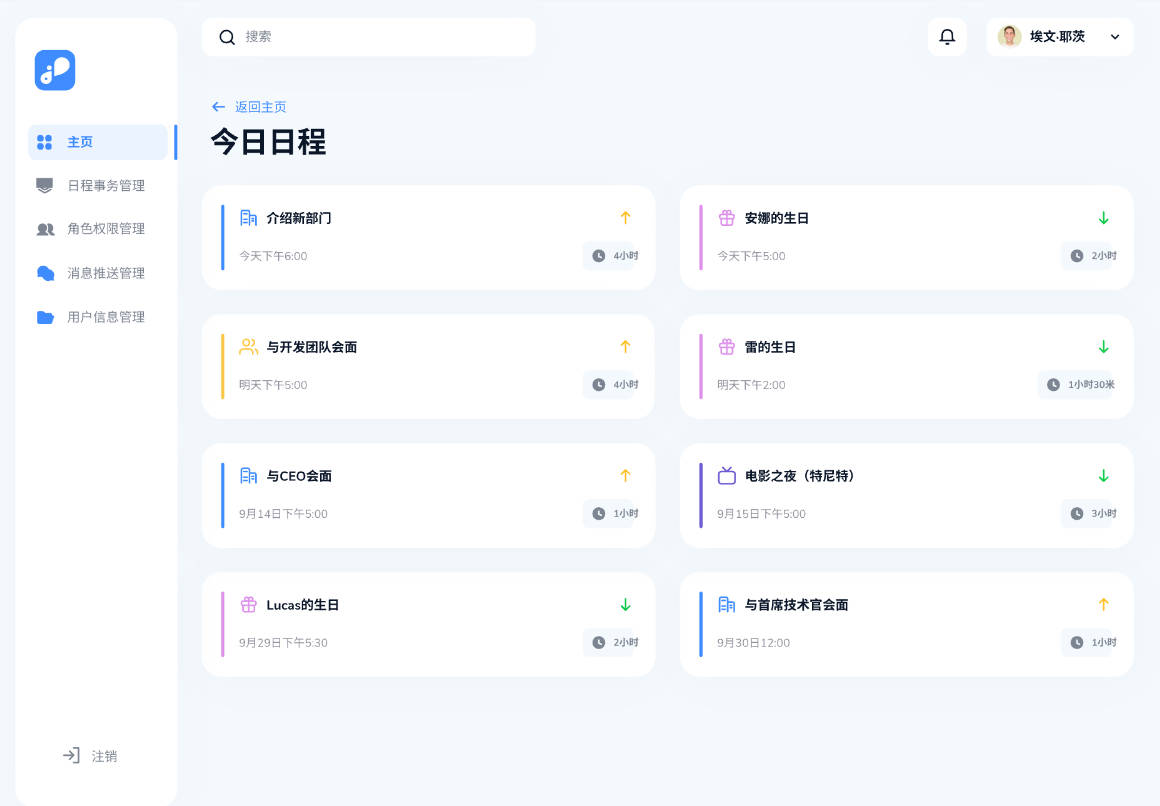 搜索
埃文·耶茨
主页
日程事务管理
角色权限管理
消息推送管理
用户信息管理
注销
返回主页
今日日程
介绍新部门
今天下午6:00
4小时
安娜的生日
今天下午5:00
2小时
与开发团队会面
明天下午5:00
4小时
雷的生日
明天下午2:00
1小时30米
与CEO会面
9月14日下午5:00
1小时
电影之夜（特尼特）
9月15日下午5:00
3小时
Lucas的生日
9月29日下午5:30
2小时
与首席技术官会面
9月30日12:00
1小时